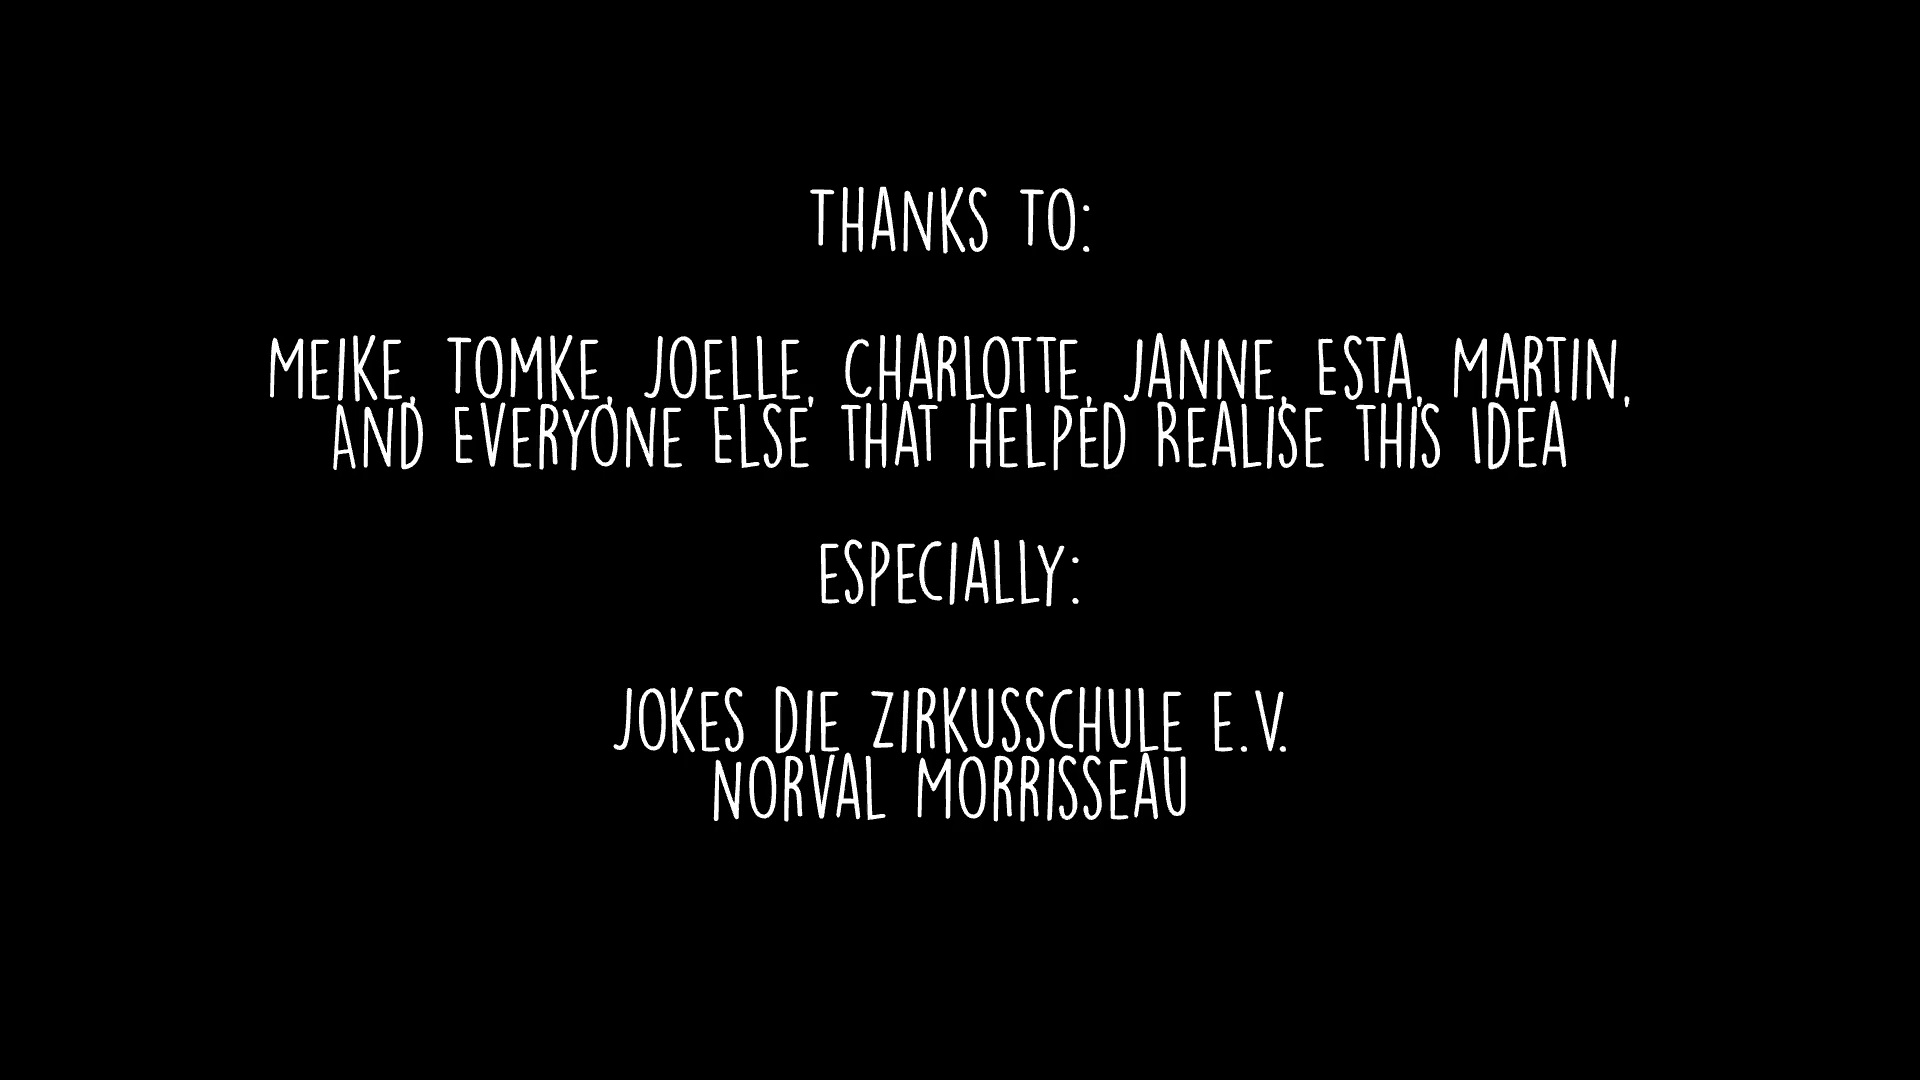 THANKS TO:
MEIKE, TOMKE, JOELLE, CHARLOTTE, JANNE, ESTA, MARTIN,
AND EVERYONE ELSE THAT HELPED REALISE THIS IDEA
ESPECIALLY:
JOKES DIE ZIRKUSSCHULE E.V.
NORVAL MORRISSEAU